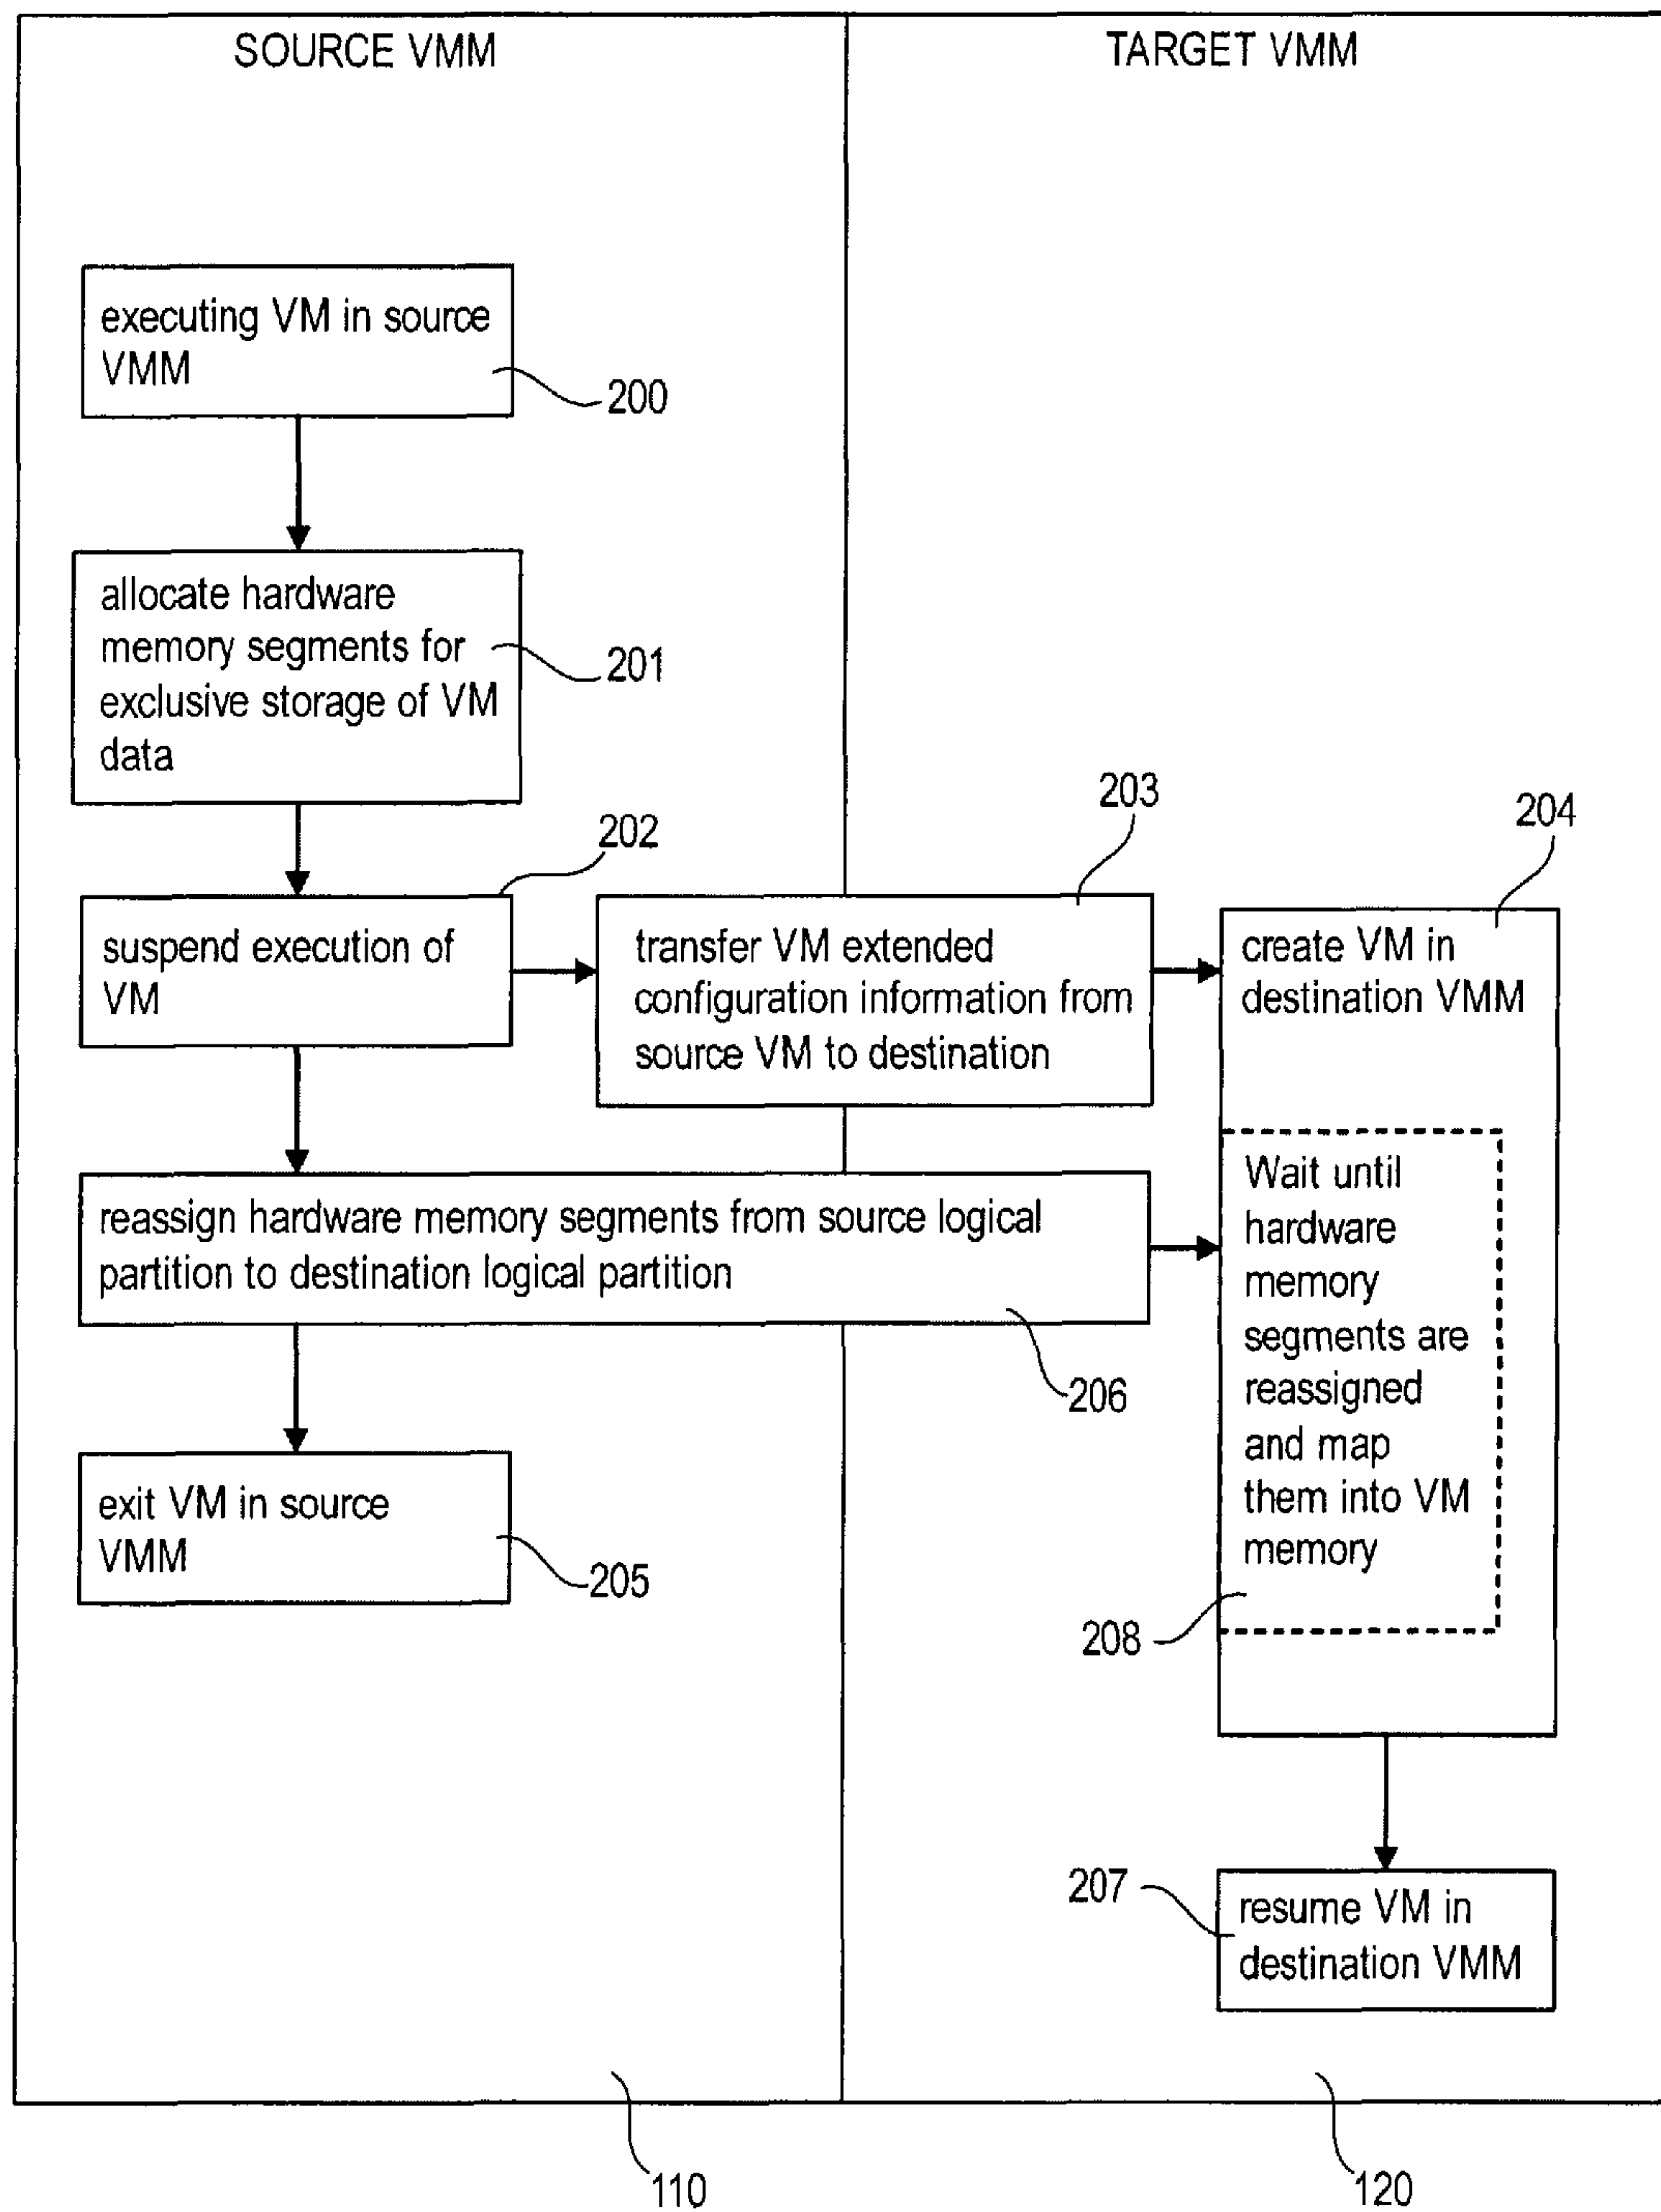 SOURCE VMM
TARGET VMM
executing VM in source
VMM
200
allocate hardware
memory segments for
exclusive storage of VM
data
201
202
suspend execution of
VM
203
transfer VM extended
configuration information from
source VM to destination
204
create VM in
destination VMM
reassign hardware memory segments from source logical
partition to destination logical partition
206
Wait until
hardware
memory
segments are
reassigned
and map
them into VM
memory
208
exit VM in source
VMM
205
207
resume VM in
destination VMM
110
120